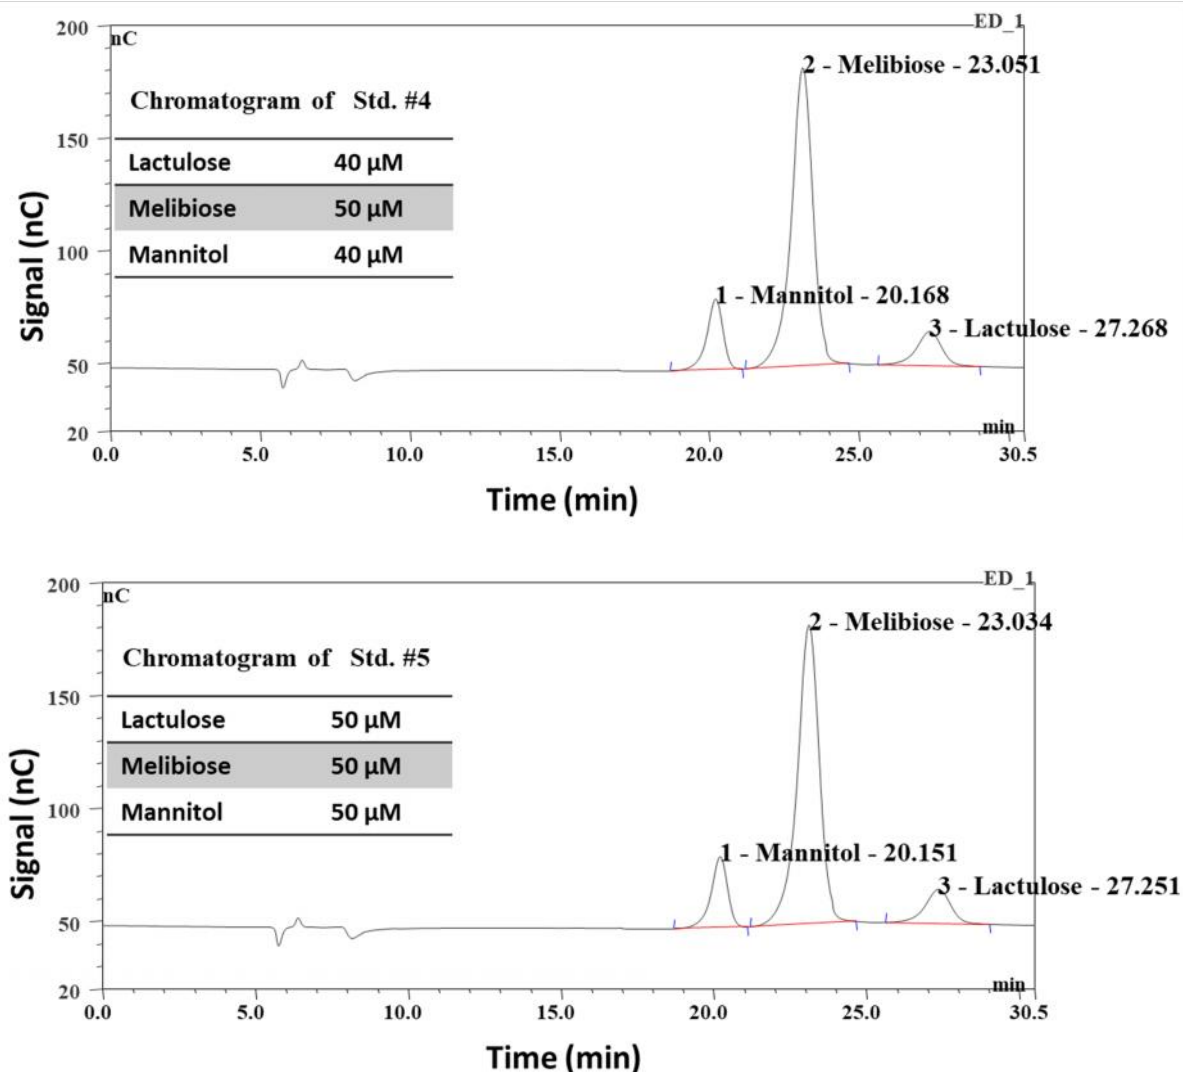 200
ED_1
nC
2 - Melibiose - 23.051
Chromatogram of Std. #4
150
Lactulose 40 µM
Melibiose 50 µM
Mannitol 40 µM
100
1 - Mannitol - 20.168
3 - Lactulose - 27.268
50
20
min
0.0 5.0 10.0 15.0 20.0 25.0 30.5
Signal (nC)
Time (min)
200
ED_1
nC
2 - Melibiose - 23.034
Chromatogram of Std. #5
150
Lactulose 50 µM
Melibiose 50 µM
Mannitol 50 µM
100
1 - Mannitol - 20.151
3 - Lactulose - 27.251
50
20
min
0.0 5.0 10.0 15.0 20.0 25.0 30.5
Signal (nC)
Time (min)